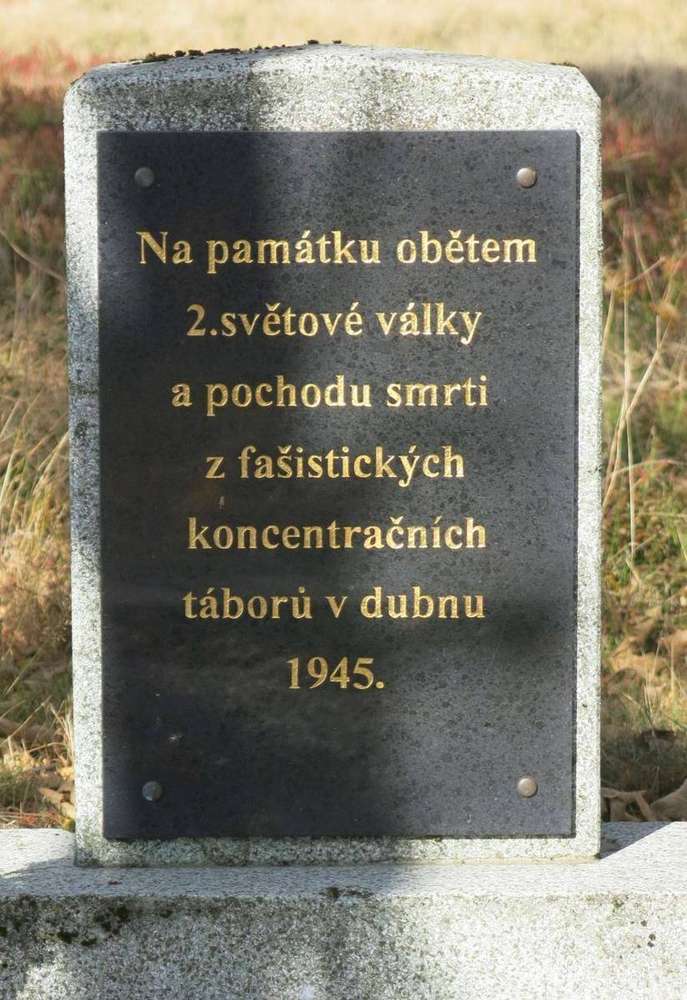 Na památku obětem
2.světové války
a pochodu smrti
z fašistických
koncentračních
táborů v dubnu
1945.